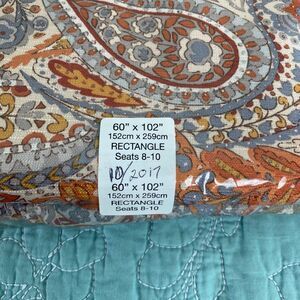 60" x 102"
152cm x 259cm
RECTANGLE
Seats 8-10
10/2017
60" x 102"
152cm x 259cm
RECTANGLE
Seats 8-10